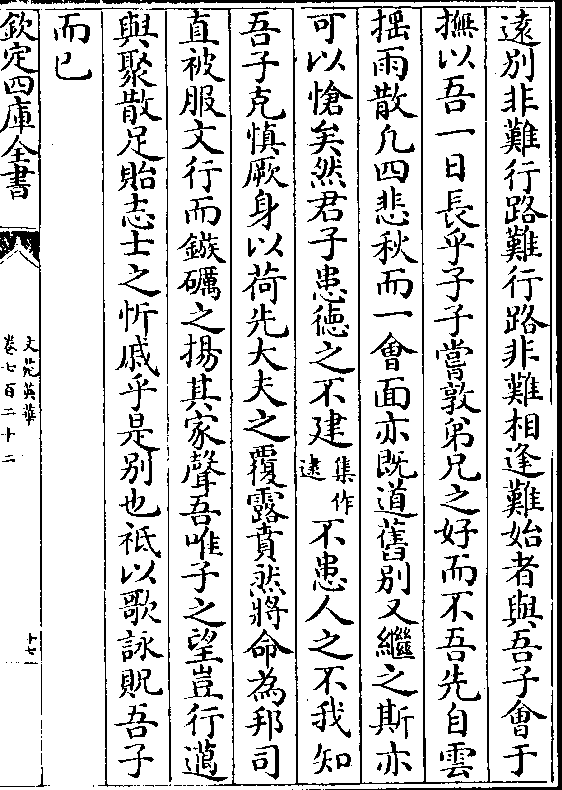 遠別非難行路難行路非難相逢難始者與吾子會于
撫以吾一日長乎子子嘗敦弟兄之好而不吾先自雲
揺雨散凢四悲秋而一會面亦既道舊别又繼之斯亦
可以愴矣然君子患徳之不建集作逮不患人之不我知
吾子克慎厥身以荷先大夫之覆露賁然將命為邦司
直被服文行而鏃礪之揚其家聲吾唯子之望豈行邁
與聚散足貽志士之忻戚乎是别也祗以歌詠貺吾子
而已
欽定四庫全書
文苑英華
卷七百二十二
十七